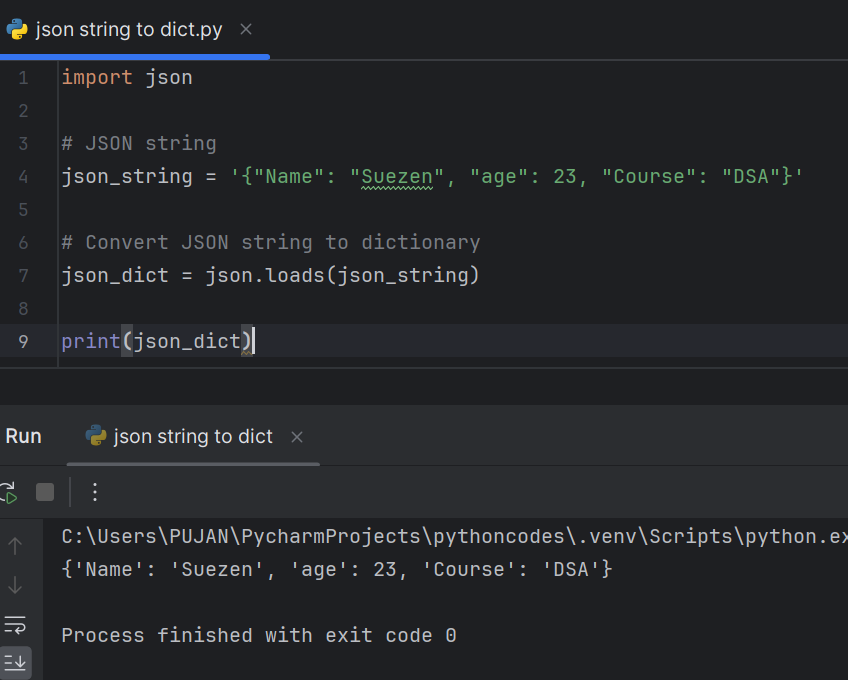 json string to dict.py
1 import json
2
3 # JSON string
4 json_string = '{"Name": "Suezen", "age": 23, "Course": "DSA"}'
5
6 # Convert JSON string to dictionary
7 json_dict = json.loads(json_string)
8
9 print(json_dict)
Run json string to dict
C:\Users\PUJAN\PycharmProjects\pythoncodes\.venv\Scripts\python.ex
{'Name': 'Suezen', 'age': 23, 'Course': 'DSA'}
Process finished with exit code 0